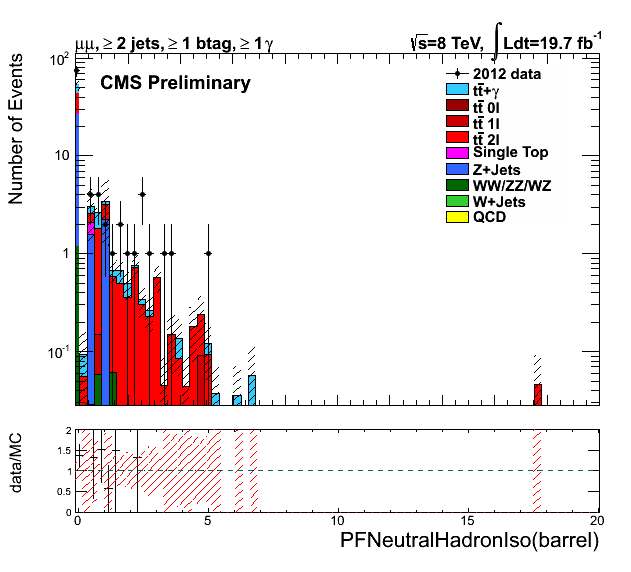 μμ, ≥ 2 jets, ≥ 1 btag, ≥ 1 γ
√s=8 TeV, ∫Ldt=19.7 fb⁻¹
CMS Preliminary
2012 data
tt̄+γ
tt̄ 0l
tt̄ 1l
tt̄ 2l
Single Top
Z+Jets
WW/ZZ/WZ
W+Jets
QCD
Number of Events
10²
10
1
10⁻¹
data/MC
2
1.5
1
0.5
0
0 5 10 15 20
PFNeutralHadronIso(barrel)